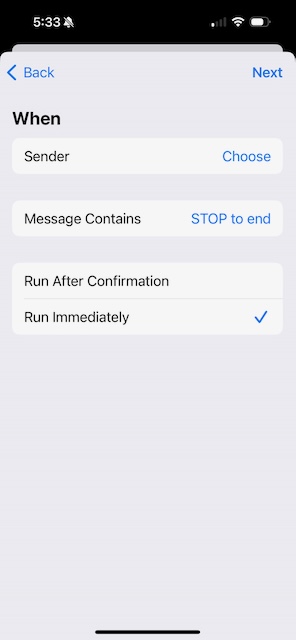 5:33
Back
Next
When
Sender Choose
Message Contains STOP to end
Run After Confirmation
Run Immediately